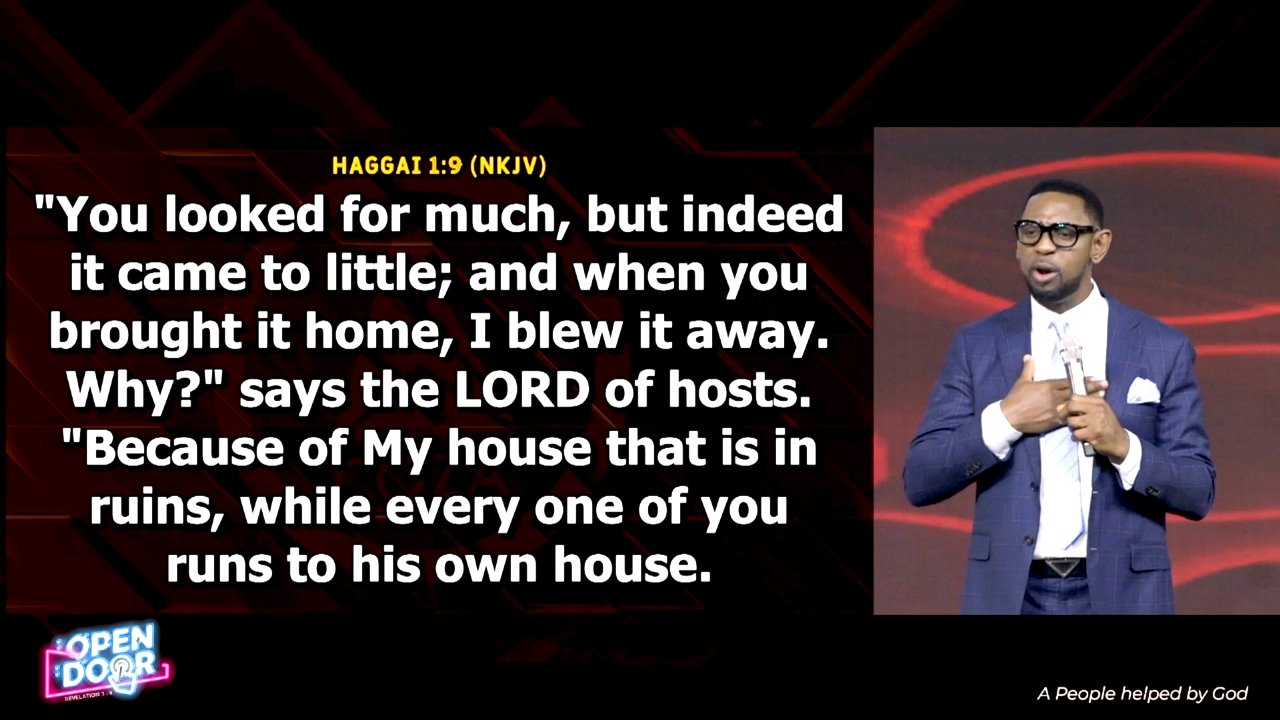 HAGGAI 1:9 (NKJV)
"You looked for much, but indeed
it came to little; and when you
brought it home, I blew it away.
Why?" says the LORD of hosts.
"Because of My house that is in
ruins, while every one of you
runs to his own house.
OPEN
DOOR
A People helped by God